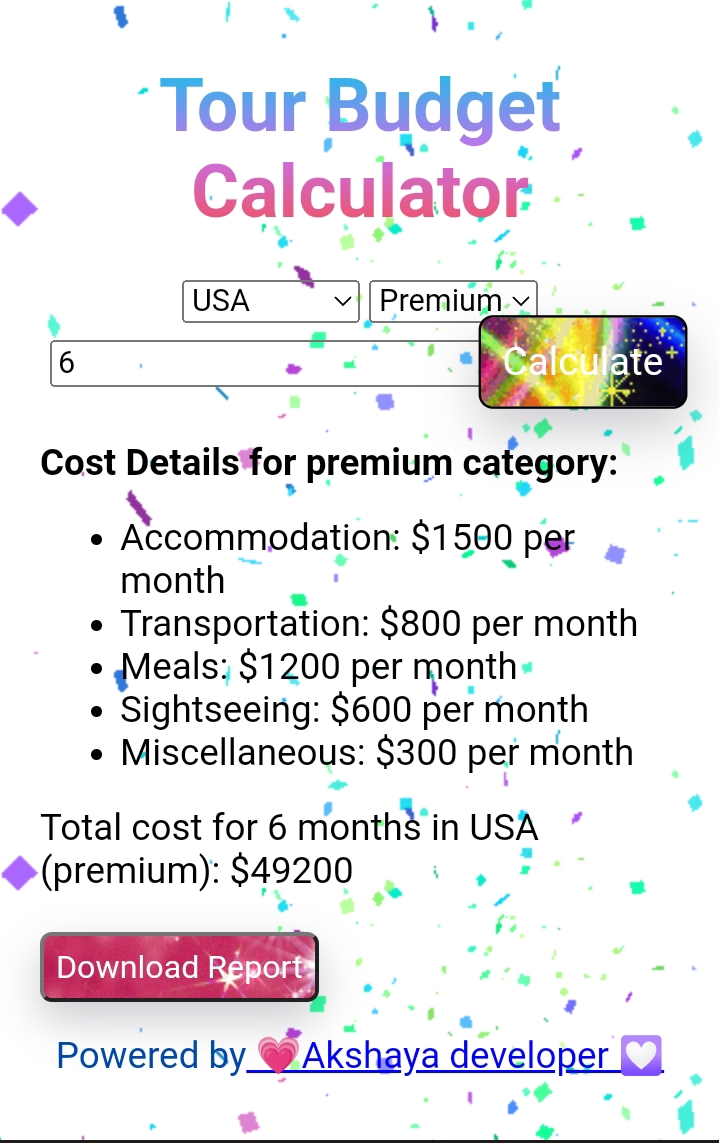 Tour Budget
Calculator
USA Premium
6 Calculate
Cost Details for premium category:
• Accommodation: $1500 per
month
• Transportation: $800 per month
• Meals: $1200 per month
• Sightseeing: $600 per month
• Miscellaneous: $300 per month
Total cost for 6 months in USA
(premium): $49200
Download Report
Powered by 💗Akshaya developer 💟